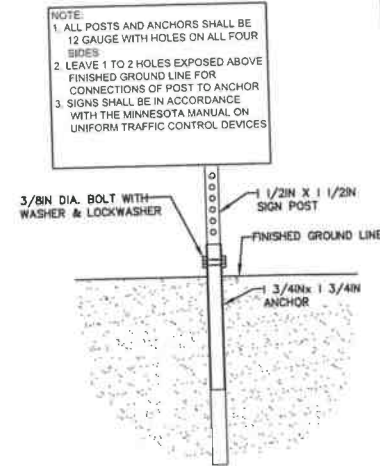 NOTE:
1. ALL POSTS AND ANCHORS SHALL BE
12 GAUGE WITH HOLES ON ALL FOUR
SIDES
2. LEAVE 1 TO 2 HOLES EXPOSED ABOVE
FINISHED GROUND LINE FOR
CONNECTIONS OF POST TO ANCHOR
3. SIGNS SHALL BE IN ACCORDANCE
WITH THE MINNESOTA MANUAL ON
UNIFORM TRAFFIC CONTROL DEVICES
3/8IN DIA. BOLT WITH
WASHER & LOCKWASHER
1 1/2IN X 1 1/2IN
SIGN POST
FINISHED GROUND LINE
1 3/4INx 1 3/4IN
ANCHOR